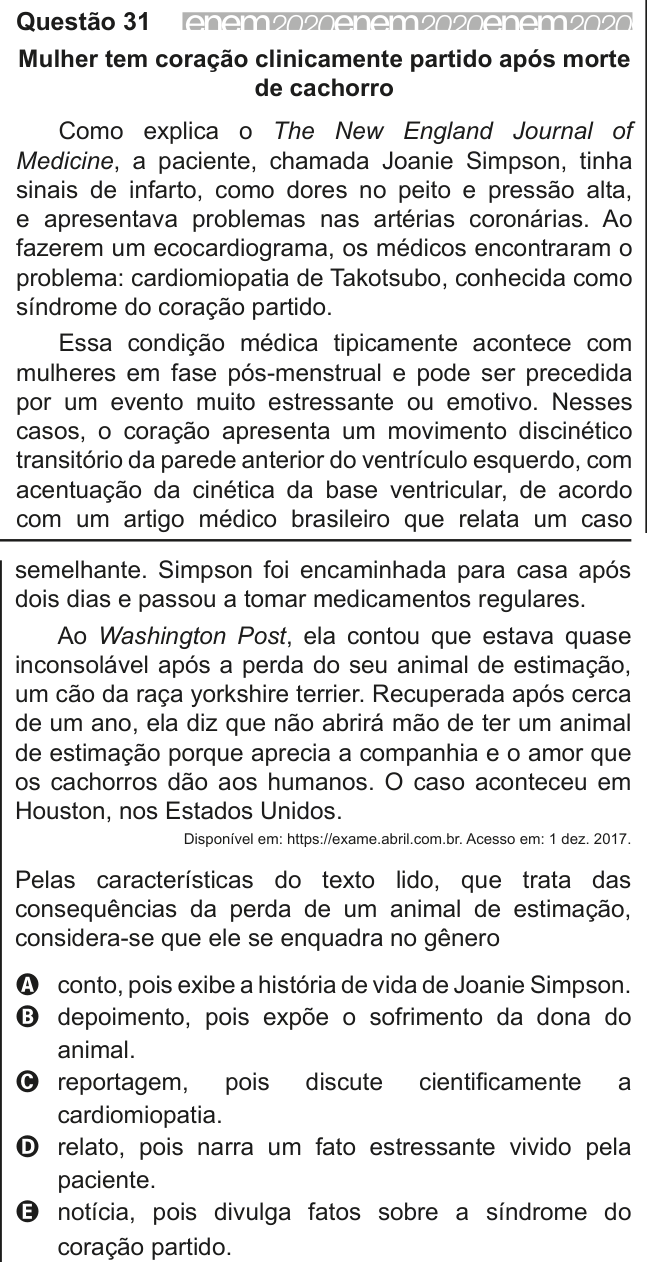 Questão 31 enem2020enem2020enem2020
Mulher tem coração clinicamente partido após morte
de cachorro
Como explica o The New England Journal of
Medicine, a paciente, chamada Joanie Simpson, tinha
sinais de infarto, como dores no peito e pressão alta,
e apresentava problemas nas artérias coronárias. Ao
fazerem um ecocardiograma, os médicos encontraram o
problema: cardiomiopatia de Takotsubo, conhecida como
síndrome do coração partido.
Essa condição médica tipicamente acontece com
mulheres em fase pós-menstrual e pode ser precedida
por um evento muito estressante ou emotivo. Nesses
casos, o coração apresenta um movimento discinético
transitório da parede anterior do ventrículo esquerdo, com
acentuação da cinética da base ventricular, de acordo
com um artigo médico brasileiro que relata um caso
semelhante. Simpson foi encaminhada para casa após
dois dias e passou a tomar medicamentos regulares.
Ao Washington Post, ela contou que estava quase
inconsolável após a perda do seu animal de estimação,
um cão da raça yorkshire terrier. Recuperada após cerca
de um ano, ela diz que não abrirá mão de ter um animal
de estimação porque aprecia a companhia e o amor que
os cachorros dão aos humanos. O caso aconteceu em
Houston, nos Estados Unidos.
Disponível em: https://exame.abril.com.br. Acesso em: 1 dez. 2017.
Pelas características do texto lido, que trata das
consequências da perda de um animal de estimação,
considera-se que ele se enquadra no gênero
A conto, pois exibe a história de vida de Joanie Simpson.
B depoimento, pois expõe o sofrimento da dona do
animal.
C reportagem, pois discute cientificamente a
cardiomiopatia.
D relato, pois narra um fato estressante vivido pela
paciente.
E notícia, pois divulga fatos sobre a síndrome do
coração partido.